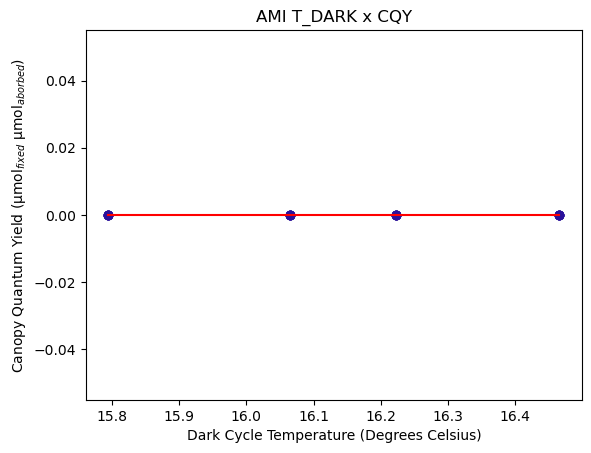 AMI T_DARK x CQY
Canopy Quantum Yield (µmol_fixed µmol_aborbed)
0.04
0.02
0.00
−0.02
−0.04
15.8 15.9 16.0 16.1 16.2 16.3 16.4
Dark Cycle Temperature (Degrees Celsius)